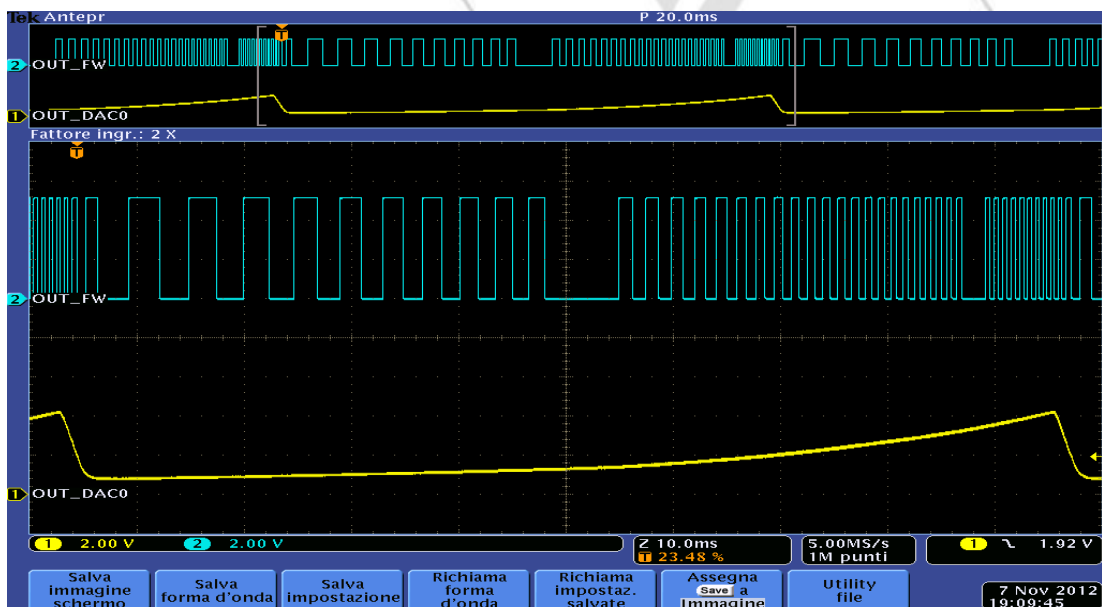 Tek Antepr P 20.0ms
T
2 OUT_FW
1 OUT_DAC0
Fattore ingr.: 2 X
T
2 OUT_FW
1 OUT_DAC0
1 2.00 V 2 2.00 V Z 10.0ms 5.00MS/s 1 1.92 V
T 23.48 % 1M punti
Salva immagine schermo
Salva forma d'onda
Salva impostazione
Richiama forma d'onda
Richiama impostaz. salvate
Assegna Save a Immagine
Utility file
7 Nov 2012
19:09:45